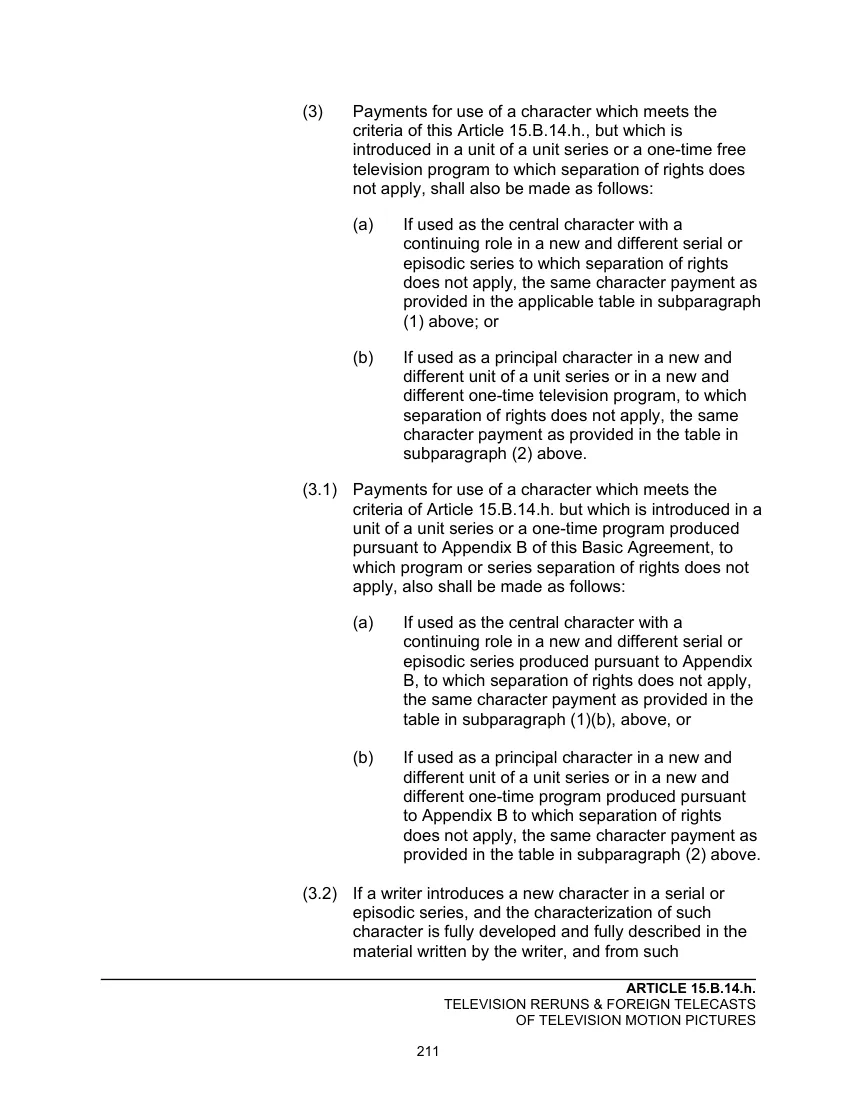 (3) Payments for use of a character which meets the
criteria of this Article 15.B.14.h., but which is
introduced in a unit of a unit series or a one-time free
television program to which separation of rights does
not apply, shall also be made as follows:
(a) If used as the central character with a
continuing role in a new and different serial or
episodic series to which separation of rights
does not apply, the same character payment as
provided in the applicable table in subparagraph
(1) above; or
(b) If used as a principal character in a new and
different unit of a unit series or in a new and
different one-time television program, to which
separation of rights does not apply, the same
character payment as provided in the table in
subparagraph (2) above.
(3.1) Payments for use of a character which meets the
criteria of Article 15.B.14.h. but which is introduced in a
unit of a unit series or a one-time program produced
pursuant to Appendix B of this Basic Agreement, to
which program or series separation of rights does not
apply, also shall be made as follows:
(a) If used as the central character with a
continuing role in a new and different serial or
episodic series produced pursuant to Appendix
B, to which separation of rights does not apply,
the same character payment as provided in the
table in subparagraph (1)(b), above, or
(b) If used as a principal character in a new and
different unit of a unit series or in a new and
different one-time program produced pursuant
to Appendix B to which separation of rights
does not apply, the same character payment as
provided in the table in subparagraph (2) above.
(3.2) If a writer introduces a new character in a serial or
episodic series, and the characterization of such
character is fully developed and fully described in the
material written by the writer, and from such
ARTICLE 15.B.14.h.
TELEVISION RERUNS & FOREIGN TELECASTS
OF TELEVISION MOTION PICTURES
211